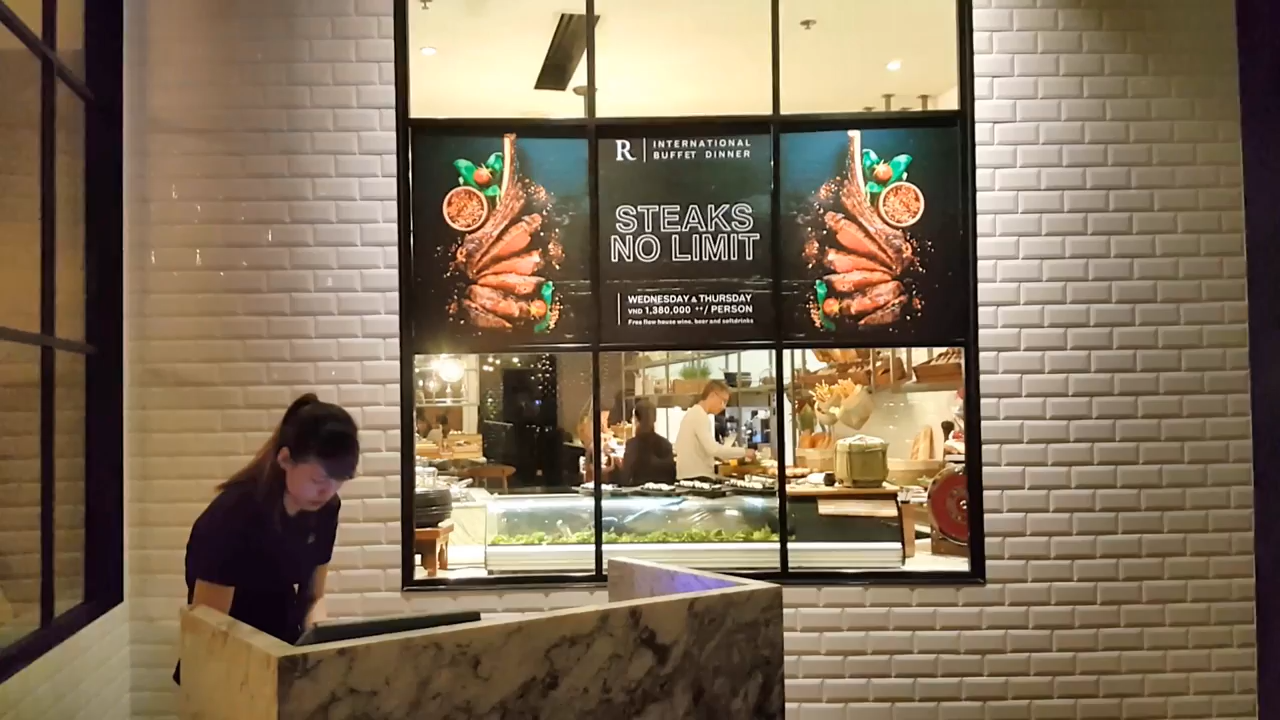 R INTERNATIONAL
BUFFET DINNER
STEAKS
NO LIMIT
WEDNESDAY & THURSDAY
VND 1,380,000 ++/ PERSON
Free flow house wine, beer and softdrinks